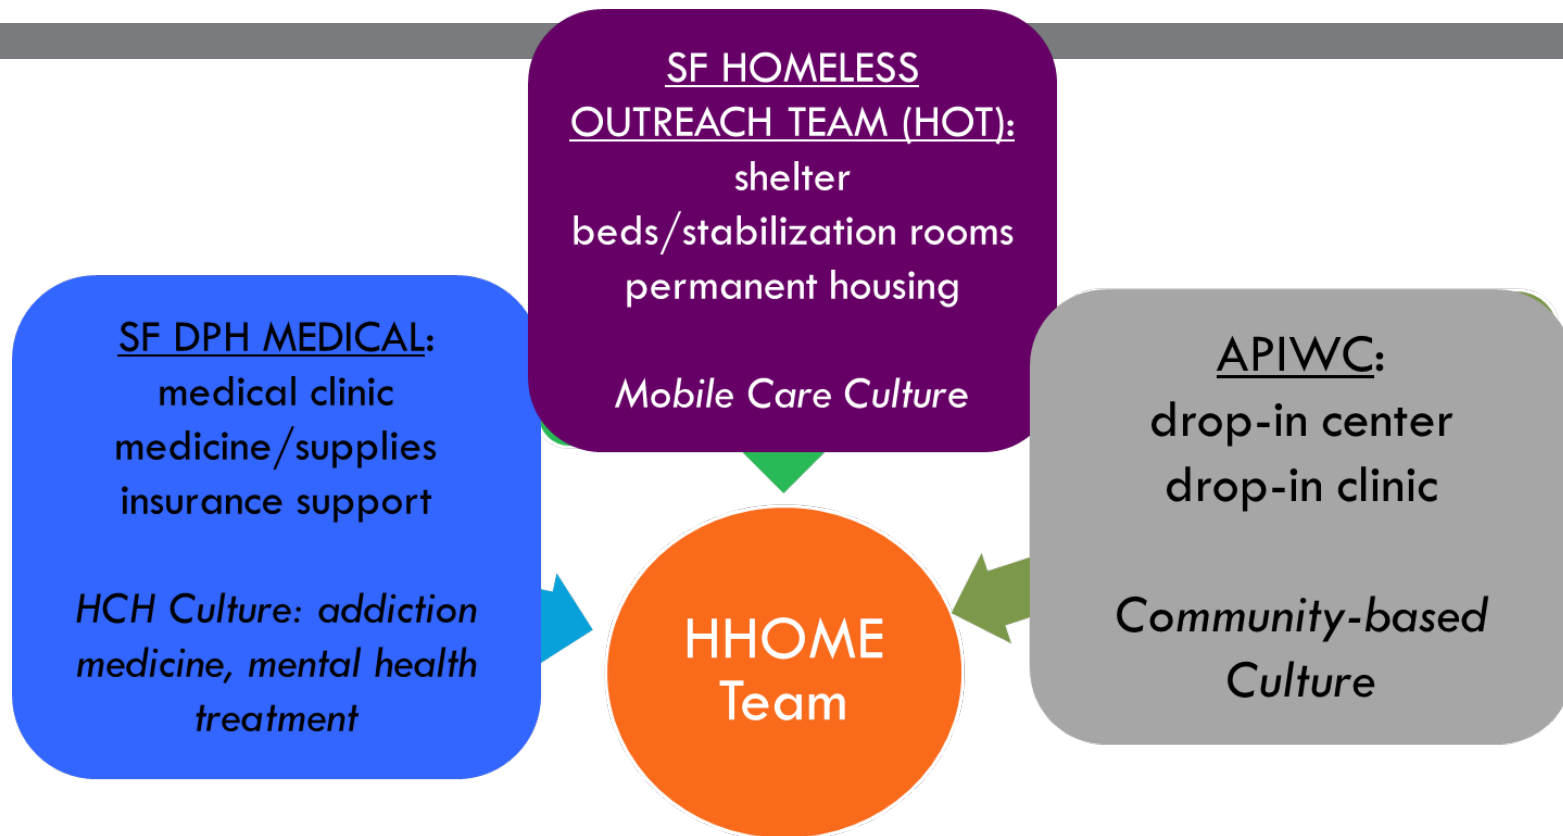 SF HOMELESS
OUTREACH TEAM (HOT):
shelter
beds/stabilization rooms
permanent housing
Mobile Care Culture
SF DPH MEDICAL:
medical clinic
medicine/supplies
insurance support
HCH Culture: addiction
medicine, mental health
treatment
APIWC:
drop-in center
drop-in clinic
Community-based
Culture
HHOME
Team